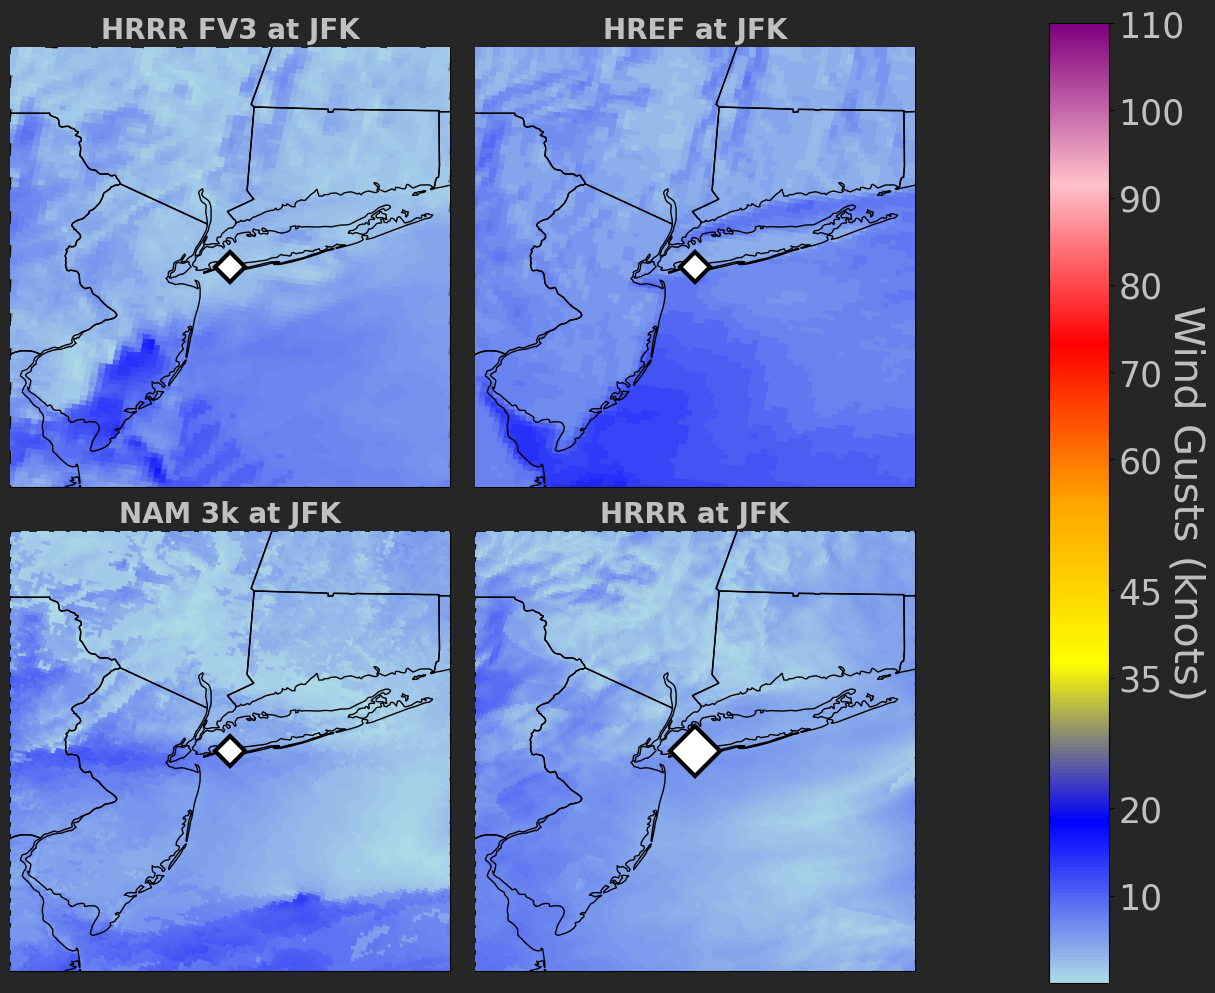 HRRR FV3 at JFK
HREF at JFK
NAM 3k at JFK
HRRR at JFK
110
100
90
80
70
60
45
35
20
10
Wind Gusts (knots)